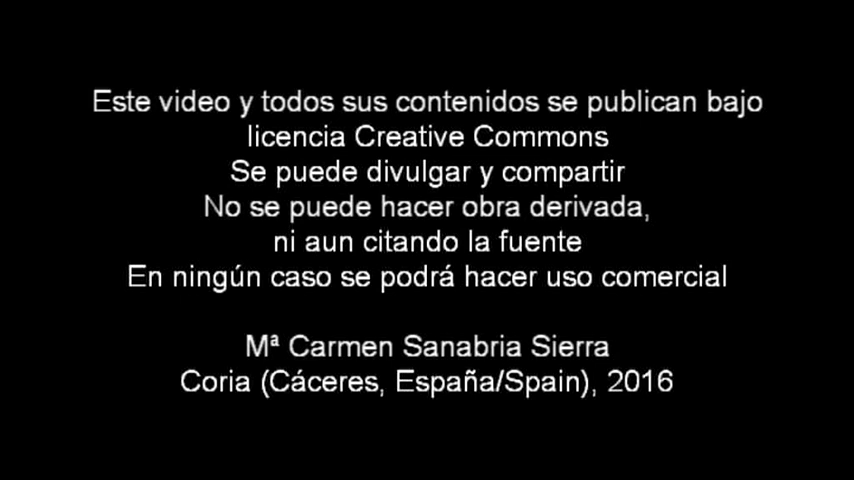 Este video y todos sus contenidos se publican bajo
licencia Creative Commons
Se puede divulgar y compartir
No se puede hacer obra derivada,
ni aun citando la fuente
En ningún caso se podrá hacer uso comercial
Mª Carmen Sanabria Sierra
Coria (Cáceres, España/Spain), 2016